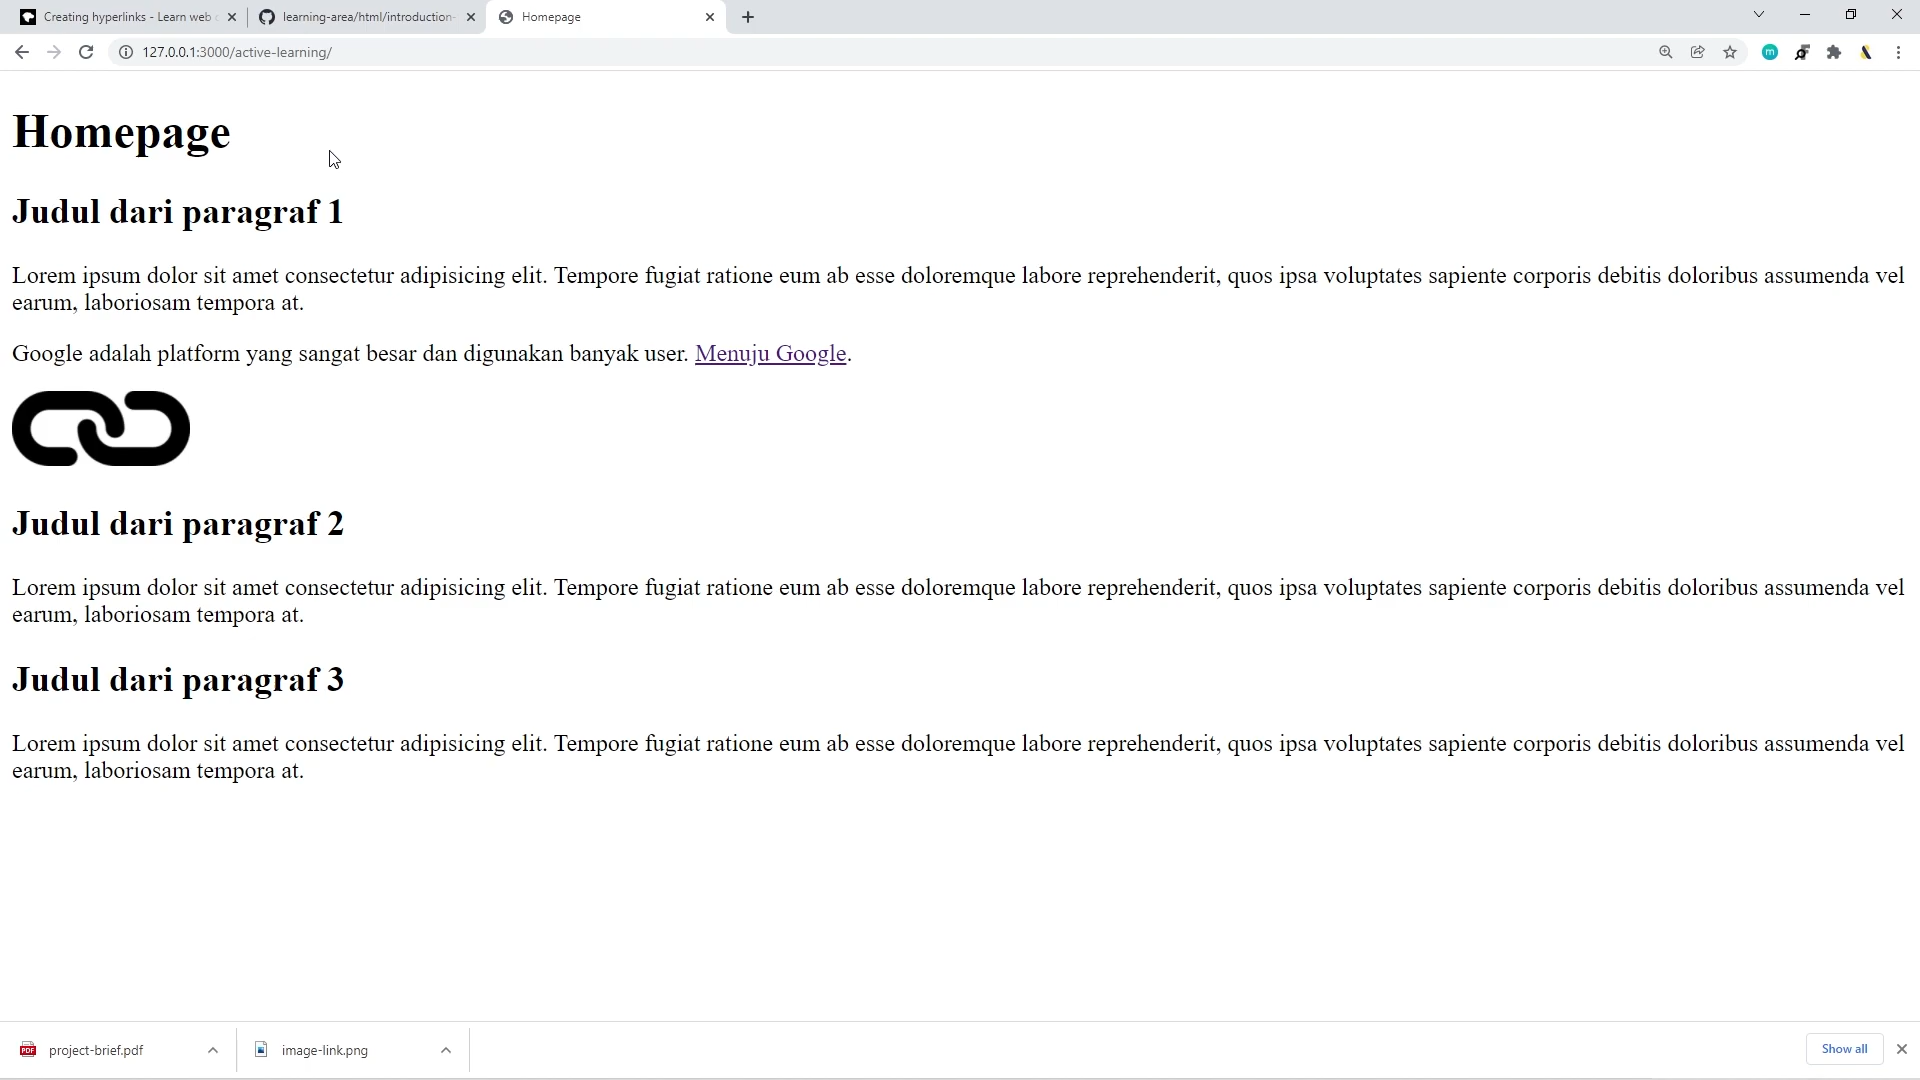 Creating hyperlinks - Learn web
learning-area/html/introduction-
Homepage
127.0.0.1:3000/active-learning/
m
Homepage
Judul dari paragraf 1
Lorem ipsum dolor sit amet consectetur adipisicing elit. Tempore fugiat ratione eum ab esse doloremque labore reprehenderit, quos ipsa voluptates sapiente corporis debitis doloribus assumenda vel
earum, laboriosam tempora at.
Google adalah platform yang sangat besar dan digunakan banyak user. Menuju Google.
Judul dari paragraf 2
Lorem ipsum dolor sit amet consectetur adipisicing elit. Tempore fugiat ratione eum ab esse doloremque labore reprehenderit, quos ipsa voluptates sapiente corporis debitis doloribus assumenda vel
earum, laboriosam tempora at.
Judul dari paragraf 3
Lorem ipsum dolor sit amet consectetur adipisicing elit. Tempore fugiat ratione eum ab esse doloremque labore reprehenderit, quos ipsa voluptates sapiente corporis debitis doloribus assumenda vel
earum, laboriosam tempora at.
PDF
project-brief.pdf
image-link.png
Show all